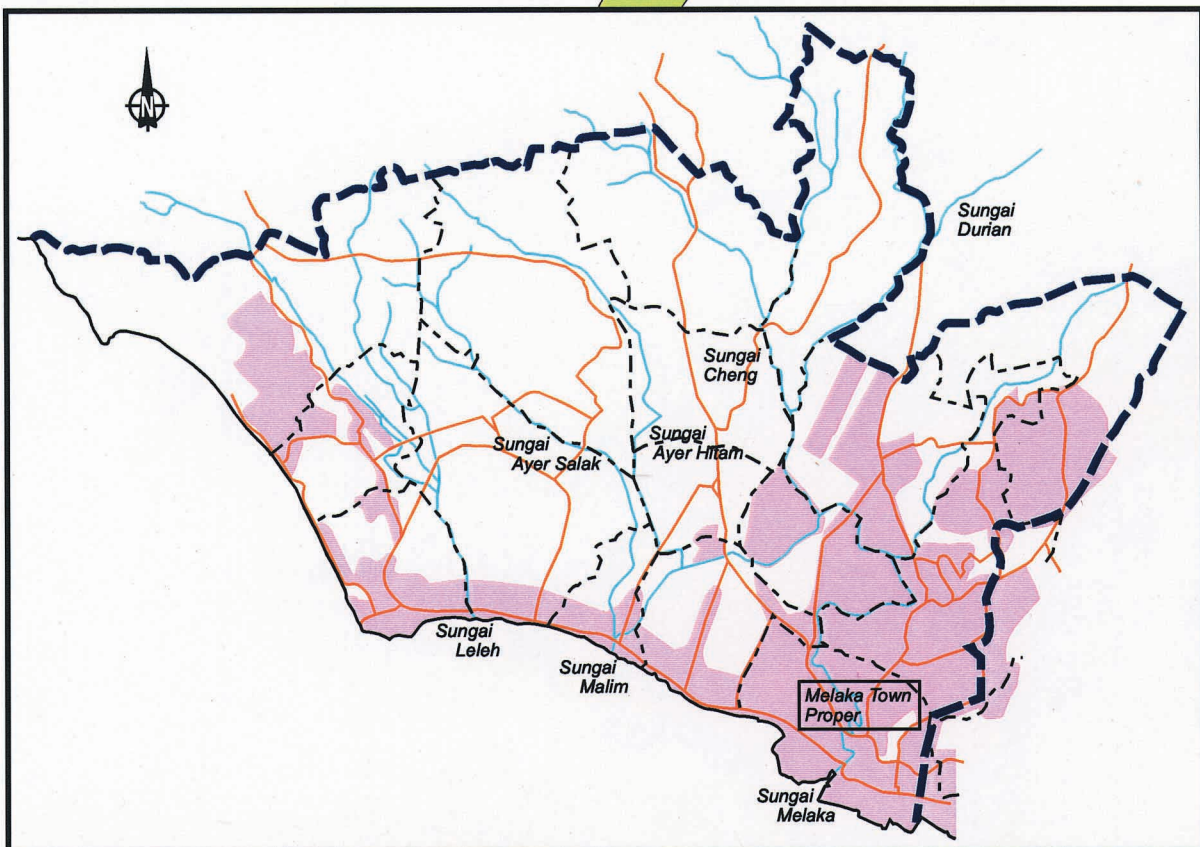 N
Sungai
Durian
Sungai
Cheng
Sungai
Ayer Salak
Sungai
Ayer Hitam
Sungai
Leleh
Sungai
Malim
Melaka Town
Proper
Sungai
Melaka